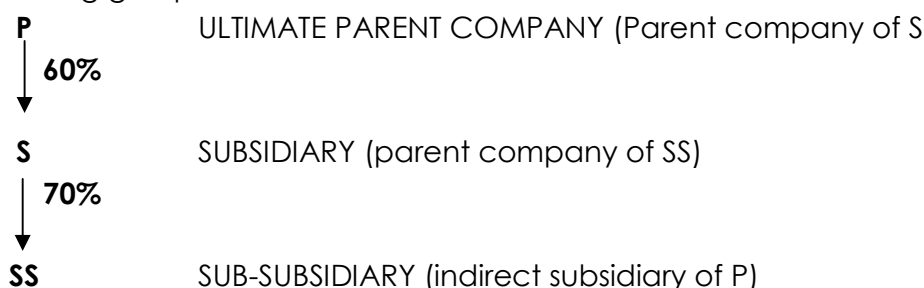 P ULTIMATE PARENT COMPANY (Parent company of S
60%
S SUBSIDIARY (parent company of SS)
70%
SS SUB-SUBSIDIARY (indirect subsidiary of P)